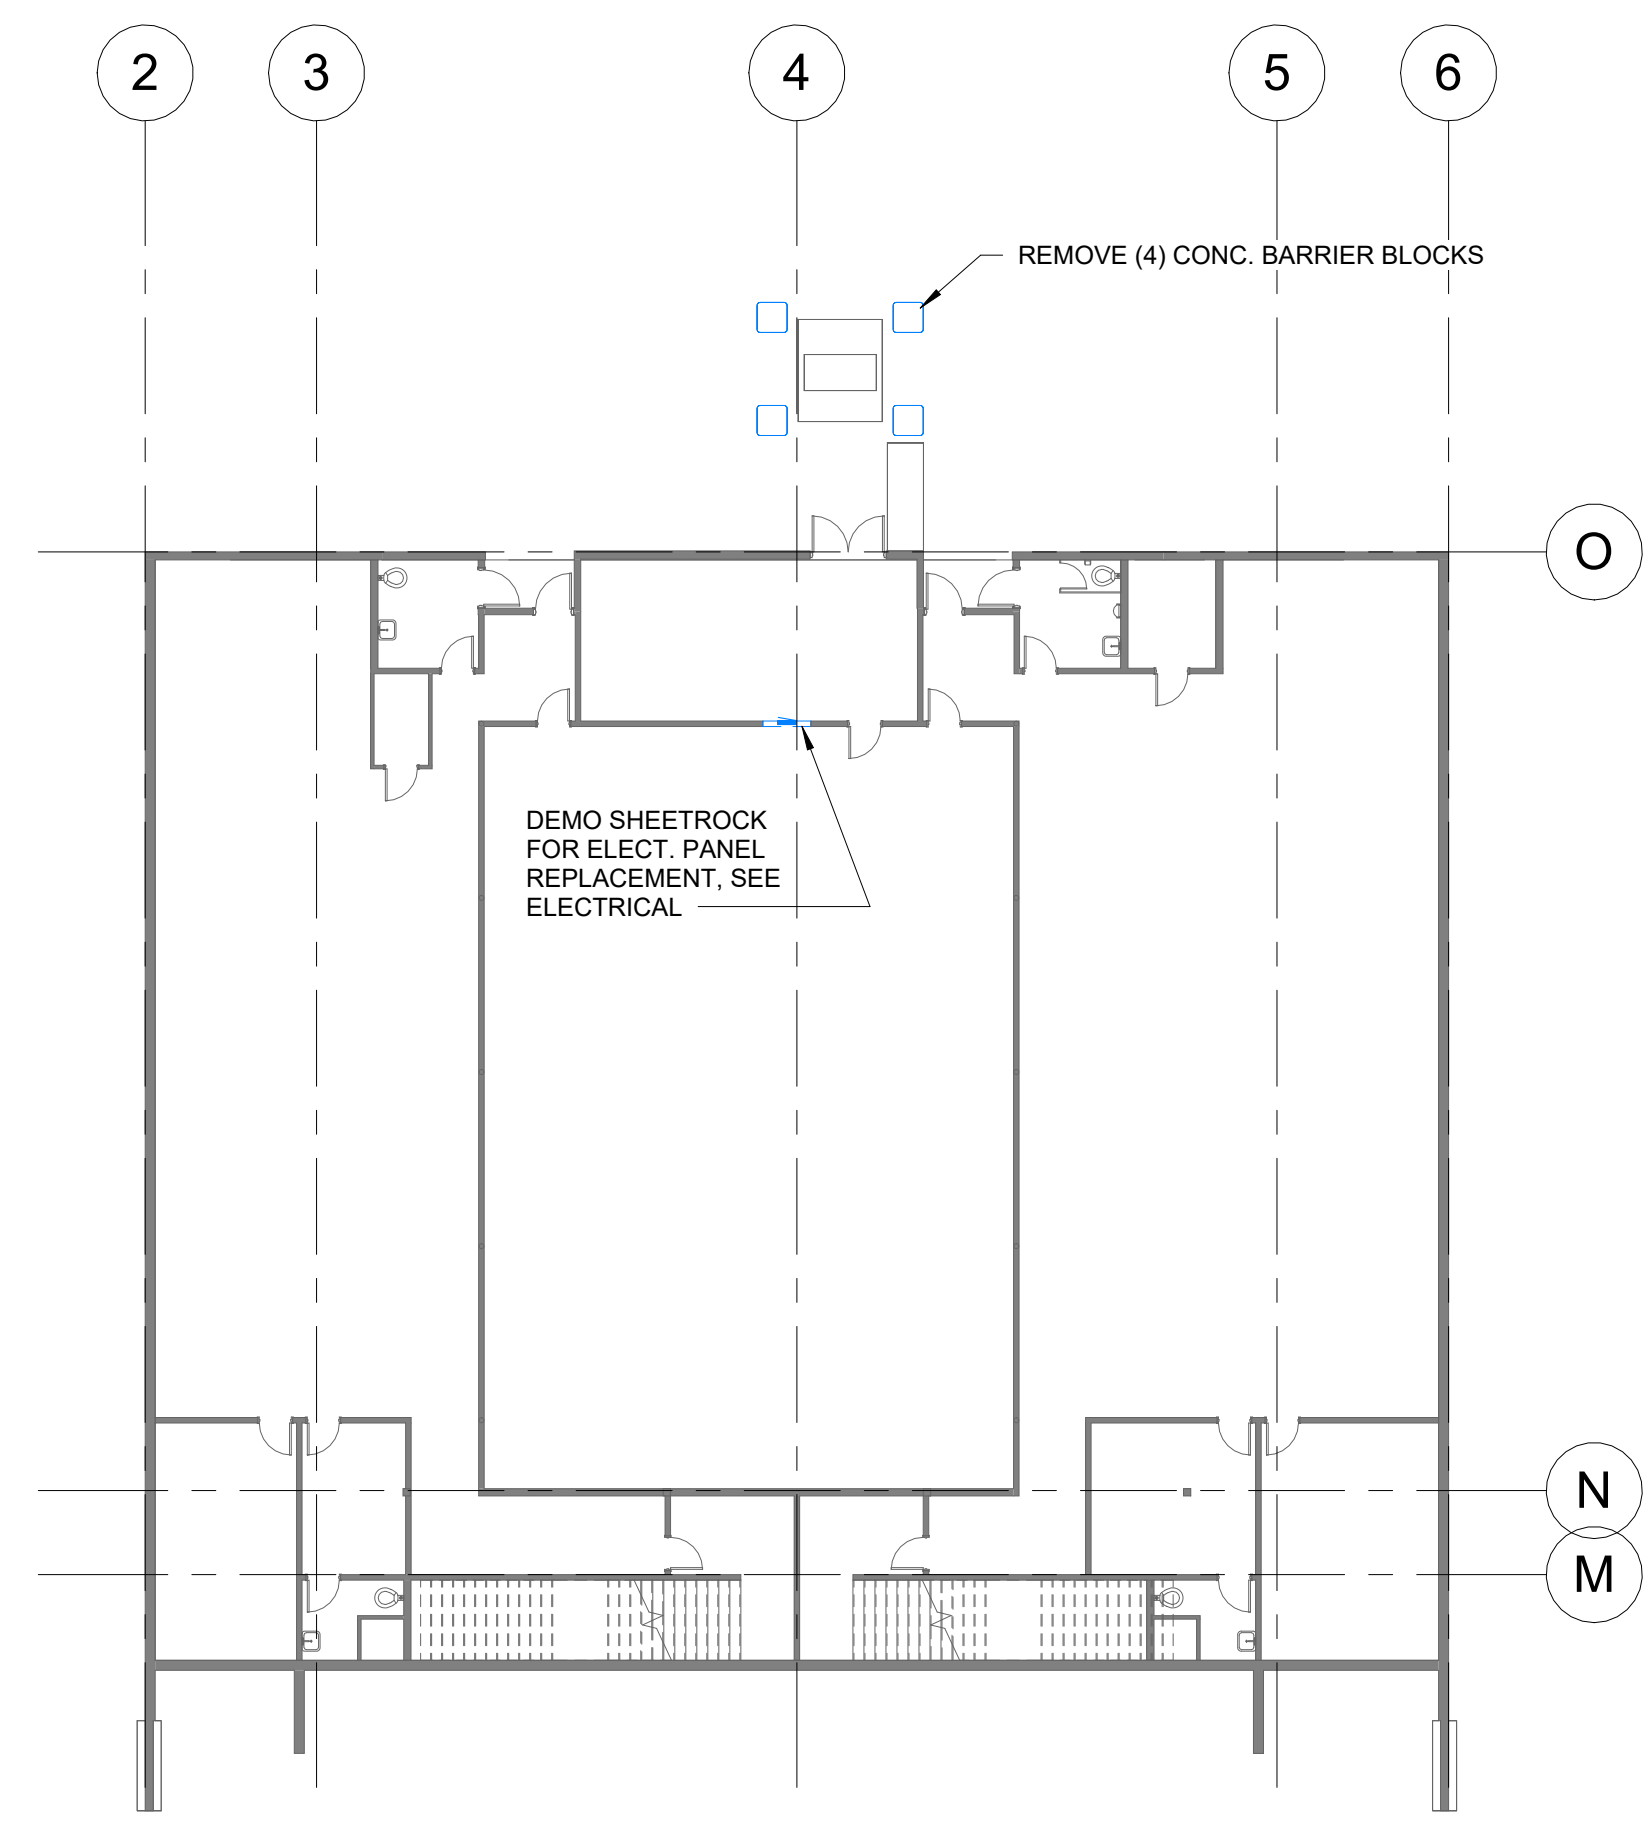 2
3
4
5
6
REMOVE (4) CONC. BARRIER BLOCKS
O
DEMO SHEETROCK
FOR ELECT. PANEL
REPLACEMENT, SEE
ELECTRICAL
N
M